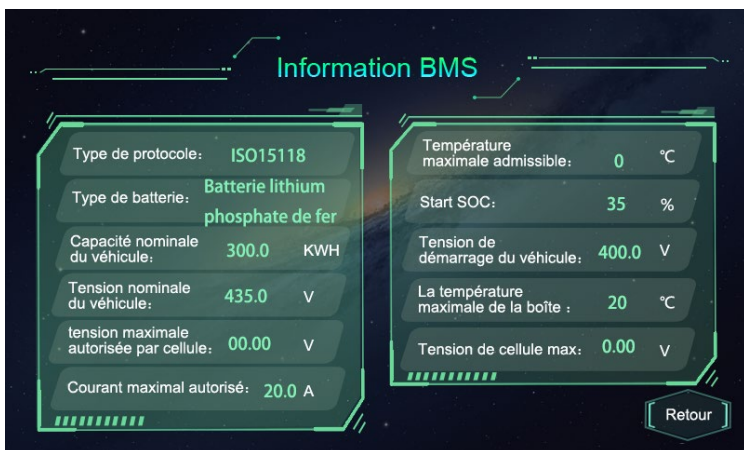 Information BMS
Type de protocole: ISO15118
Type de batterie: Batterie lithium
phosphate de fer
Capacité nominale
du véhicule: 300.0 KWH
Tension nominale
du véhicule: 435.0 V
tension maximale
autorisée par cellule: 00.00 V
Courant maximal autorisé: 20.0 A
Température
maximale admissible: 0 ℃
Start SOC: 35 %
Tension de
démarrage du véhicule: 400.0 V
La température
maximale de la boîte : 20 ℃
Tension de cellule max: 0.00 V
Retour